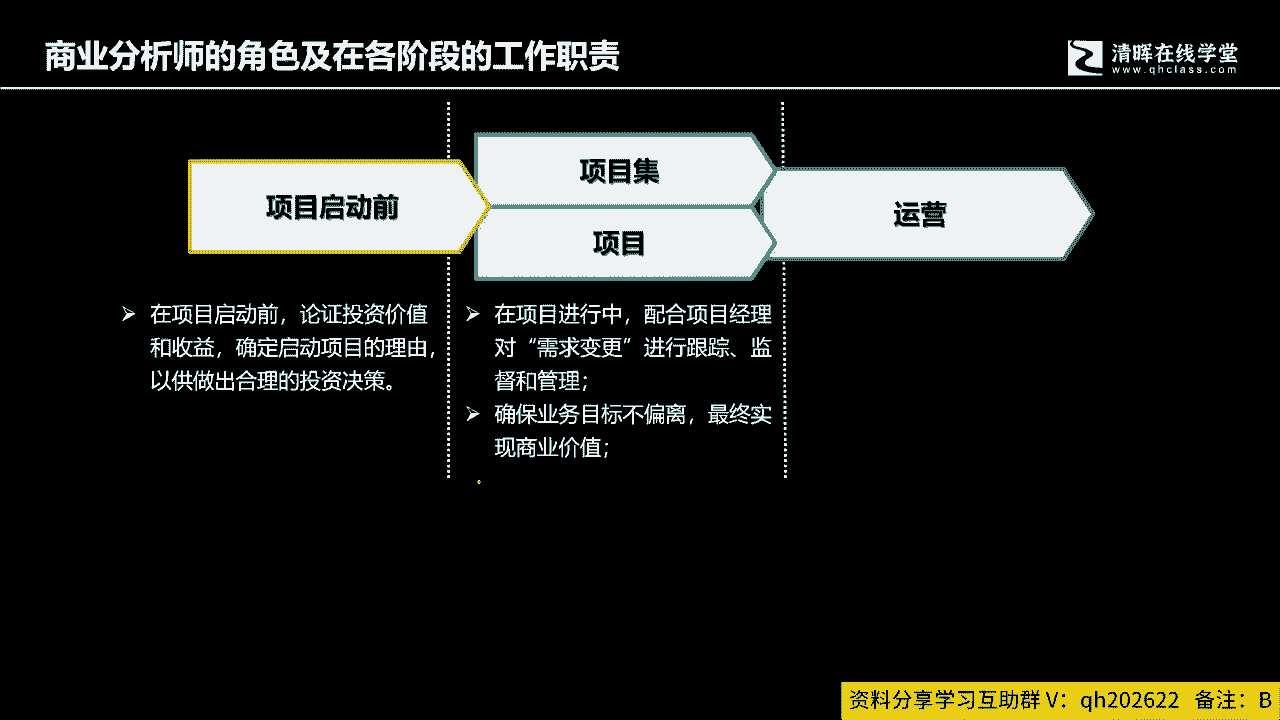 商业分析师的角色及在各阶段的工作职责
清晖在线学堂
www.qhclass.com
项目启动前
项目集
项目
运营
➢ 在项目启动前，论证投资价值
和收益，确定启动项目的理由，
以供做出合理的投资决策。
➢ 在项目进行中，配合项目经理
对“需求变更”进行跟踪、监
督和管理；
➢ 确保业务目标不偏离，最终实
现商业价值；
资料分享学习互助群 V：qh202622 备注：B